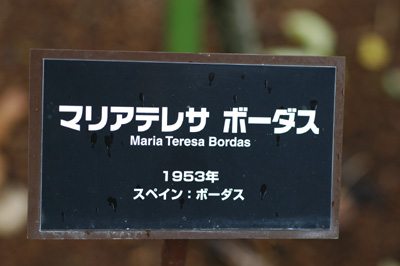 マリアテレサ ボーダス
Maria Teresa Bordas
1953年
スペイン：ボーダス